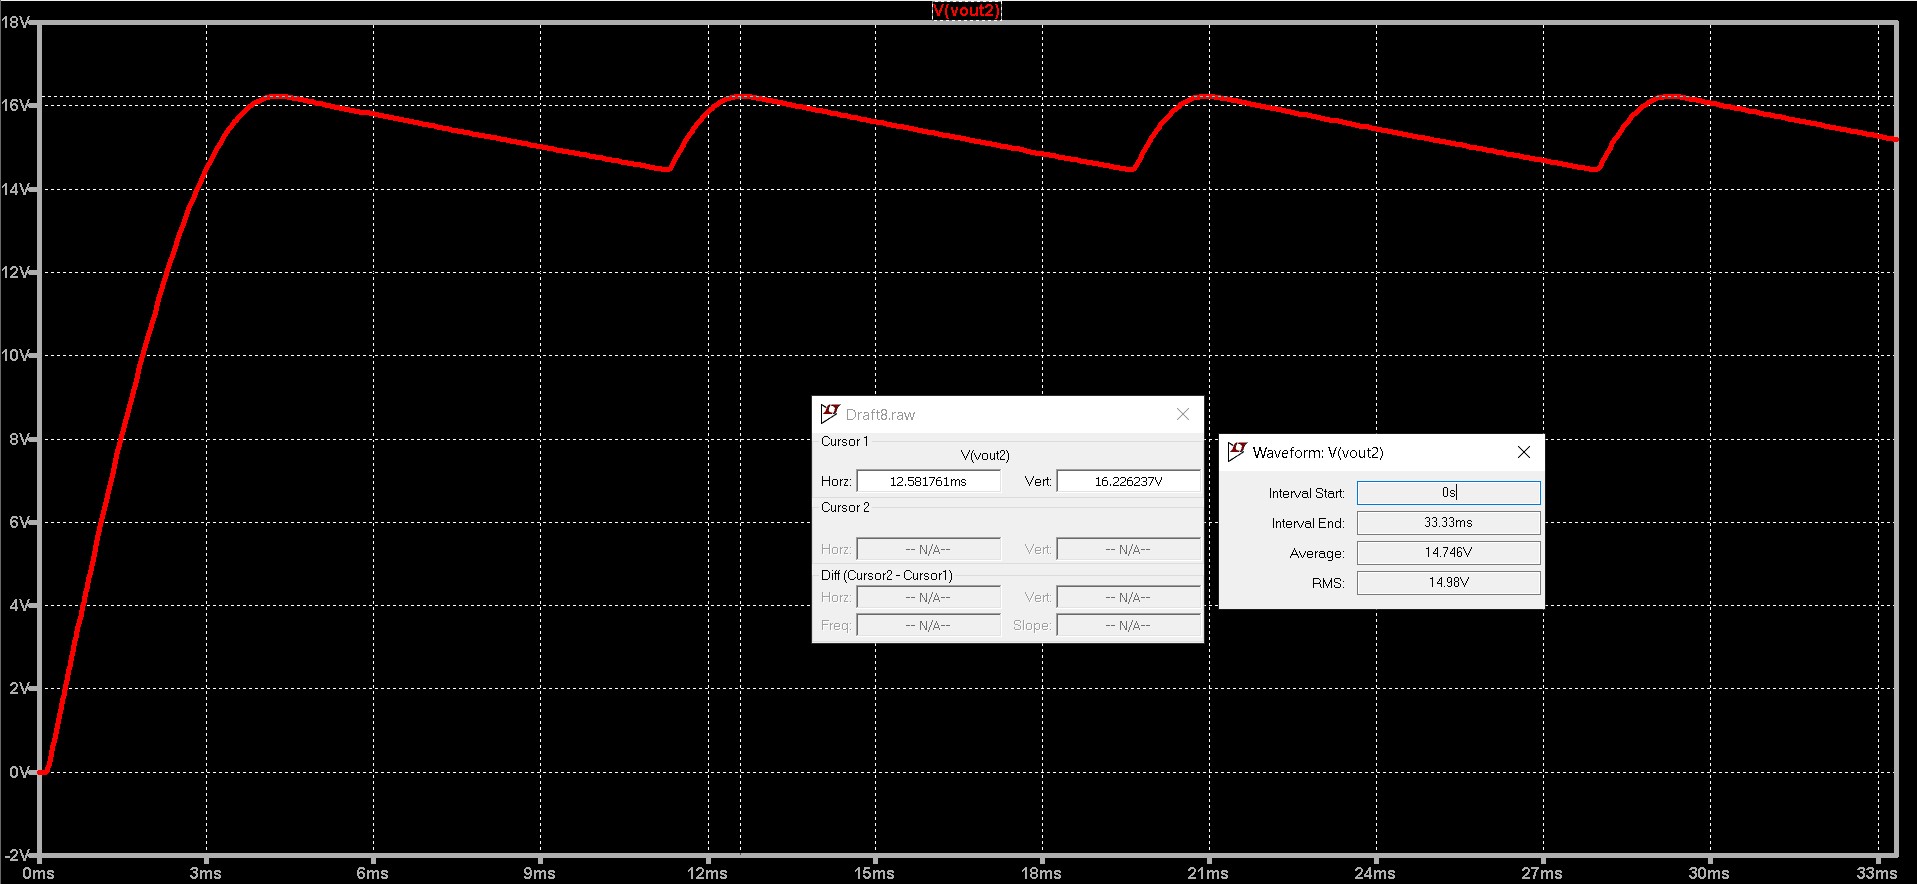 V(vout2)
18V
16V
14V
12V
10V
8V
6V
4V
2V
0V
-2V
0ms 3ms 6ms 9ms 12ms 15ms 18ms 21ms 24ms 27ms 30ms 33ms
Draft8.raw
Cursor 1
V(vout2)
Horz: 12.581761ms Vert: 16.226237V
Cursor 2
Horz: -- N/A-- Vert: -- N/A--
Diff (Cursor2 - Cursor1)
Horz: -- N/A-- Vert: -- N/A--
Freq: -- N/A-- Slope: -- N/A--
Waveform: V(vout2)
Interval Start: 0s
Interval End: 33.33ms
Average: 14.746V
RMS: 14.98V